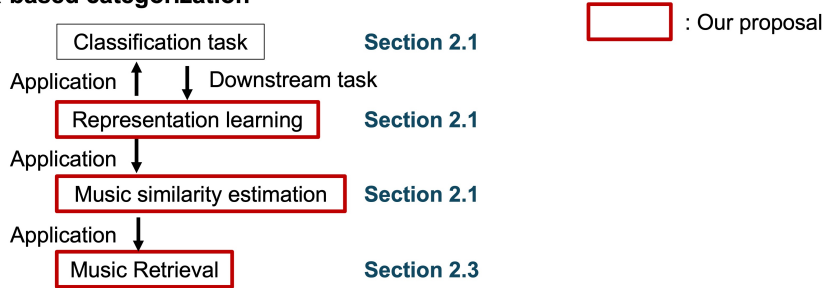 based categorization
: Our proposal
Classification task Section 2.1
Application Downstream task
Representation learning Section 2.1
Application
Music similarity estimation Section 2.1
Application
Music Retrieval Section 2.3